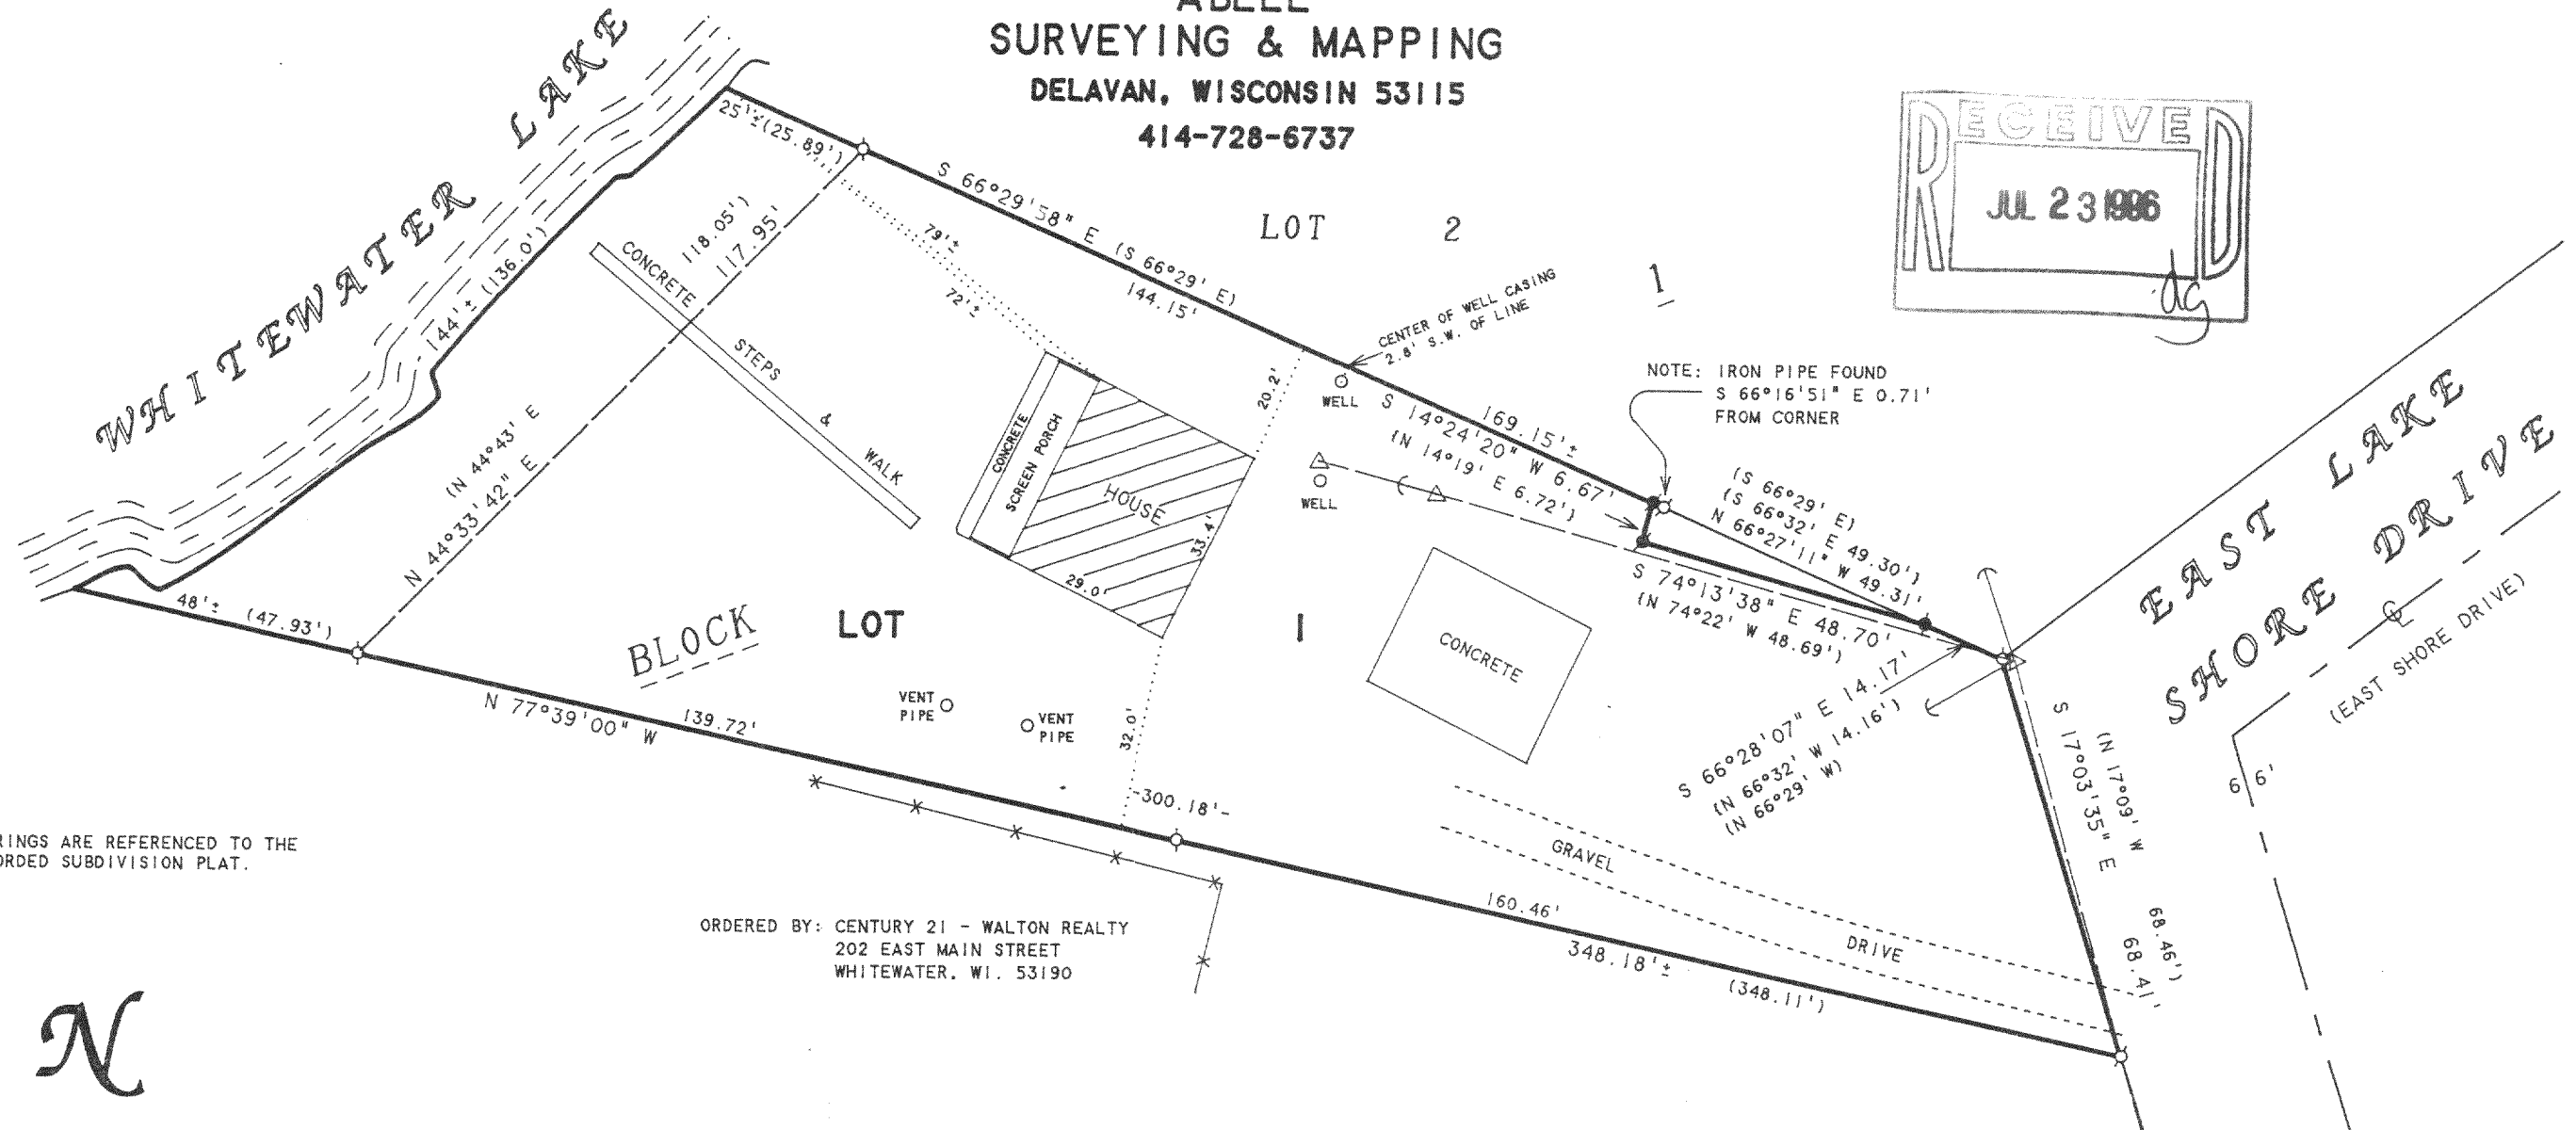 SURVEYING & MAPPING
DELAVAN, WISCONSIN 53115
414-728-6737
RECEIVED
JUL 23
dg
WHITEWATER LAKE
25'± (25.89')
S 66°29'58" E (S 66°29' E)
144.15'
LOT 2
1
118.05')
117.95'
144'± (136.0')
CONCRETE STEPS & WALK
79'±
72'±
CENTER OF WELL CASING
2.8' S.W. OF LINE
20.2'
WELL
169.15'±
S 14°24'20" W 6.67'
(N 14°19' E 6.72')
NOTE: IRON PIPE FOUND
S 66°16'51" E 0.71'
FROM CORNER
(S 66°29' E)
(S 66°32' E 49.30')
N 66°27'11" W 49.31'
EAST LAKE
SHORE DRIVE
℄
(EAST SHORE DRIVE)
(N 44°43' E
N 44°33'42" E
CONCRETE
SCREEN PORCH
HOUSE
33.4'
29.0'
WELL
S 74°13'38" E 48.70'
(N 74°22' W 48.69')
CONCRETE
S 66°28'07" E 14.17'
(N 66°32' W 14.16')
(N 66°29' W)
48'± (47.93')
BLOCK
LOT 1
VENT
PIPE
VENT
PIPE
32.0'
N 77°39'00" W
139.72'
-300.18'-
(N 17°09' W 68.46')
S 17°03'35" E 68.41'
66'
GRAVEL DRIVE
160.46'
348.18'±
(348.11')
RINGS ARE REFERENCED TO THE
ORDED SUBDIVISION PLAT.
ORDERED BY: CENTURY 21 - WALTON REALTY
202 EAST MAIN STREET
WHITEWATER, WI. 53190
N